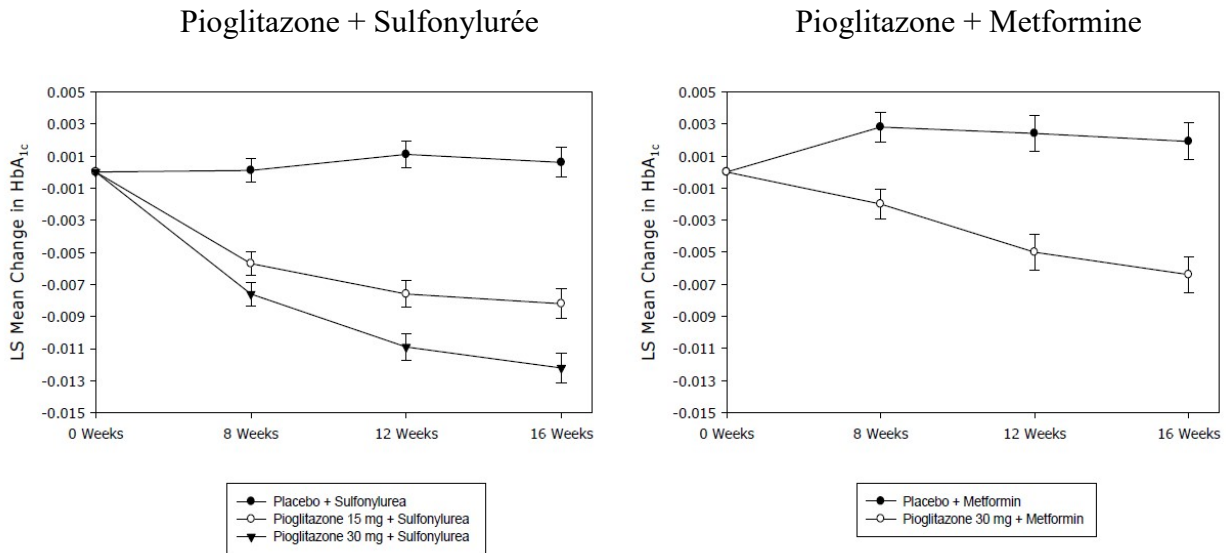 Pioglitazone + Sulfonylurée
LS Mean Change in HbA1c
0.005
0.003
0.001
-0.001
-0.003
-0.005
-0.007
-0.009
-0.011
-0.013
-0.015
0 Weeks 8 Weeks 12 Weeks 16 Weeks
Placebo + Sulfonylurea
Pioglitazone 15 mg + Sulfonylurea
Pioglitazone 30 mg + Sulfonylurea
Pioglitazone + Metformine
LS Mean Change in HbA1c
0.005
0.003
0.001
-0.001
-0.003
-0.005
-0.007
-0.009
-0.011
-0.013
-0.015
0 Weeks 8 Weeks 12 Weeks 16 Weeks
Placebo + Metformin
Pioglitazone 30 mg + Metformin